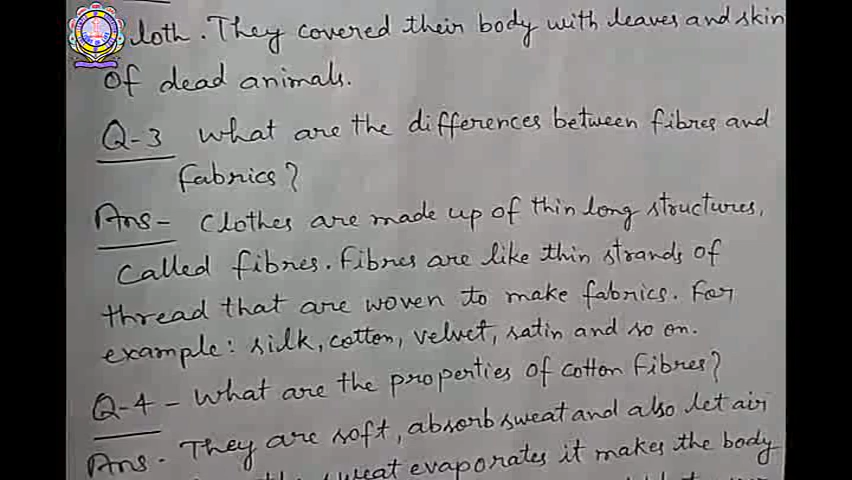 cloth. They covered their body with leaves and skin
of dead animals.
Q-3 What are the differences between fibres and
fabrics?
Ans- Clothes are made up of thin long structures,
called fibres. Fibres are like thin strands of
thread that are woven to make fabrics. For
example: silk, cotton, velvet, satin and so on.
Q-4 - What are the properties of cotton Fibres?
Ans. They are soft, absorb sweat and also let air
sweat evaporates it makes the body